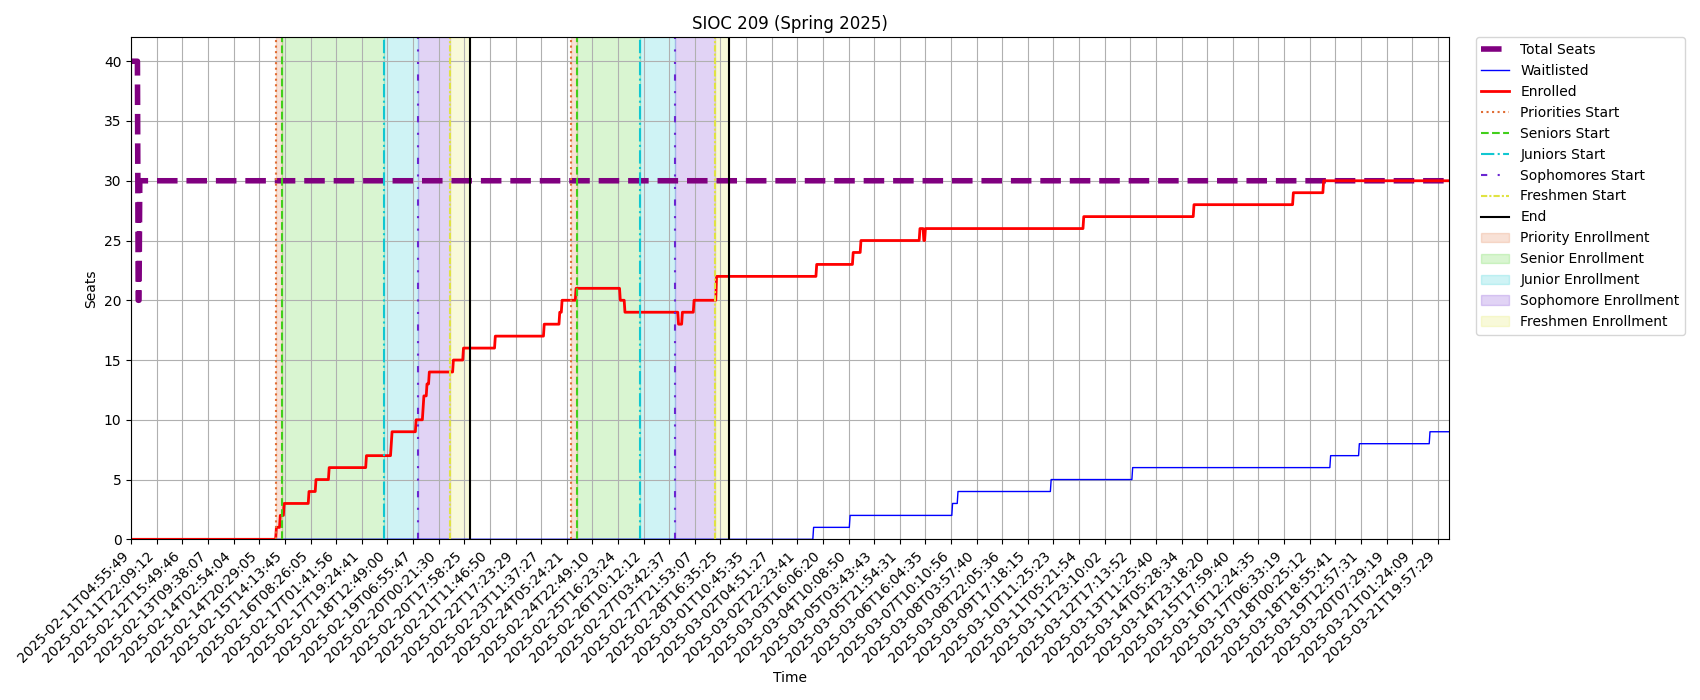 SIOC 209 (Spring 2025)
Seats
40
35
30
25
20
15
10
5
0
2025-02-11T04:55:49
2025-02-11T22:09:12
2025-02-12T15:49:46
2025-02-13T09:38:07
2025-02-14T02:54:04
2025-02-14T20:29:05
2025-02-15T14:13:45
2025-02-16T08:26:05
2025-02-17T01:41:56
2025-02-17T19:24:41
2025-02-18T12:49:00
2025-02-19T06:55:47
2025-02-20T00:21:30
2025-02-20T17:58:25
2025-02-21T11:46:50
2025-02-22T17:23:29
2025-02-23T11:37:27
2025-02-24T05:24:21
2025-02-24T22:49:10
2025-02-25T16:23:24
2025-02-26T10:12:12
2025-02-27T03:42:37
2025-02-27T21:53:07
2025-02-28T16:35:25
2025-03-01T10:45:35
2025-03-02T04:51:27
2025-03-02T22:23:41
2025-03-03T16:06:20
2025-03-04T10:08:50
2025-03-05T03:43:43
2025-03-05T21:54:31
2025-03-06T16:04:35
2025-03-07T10:10:56
2025-03-08T03:57:40
2025-03-08T22:05:36
2025-03-09T17:18:15
2025-03-10T11:25:23
2025-03-11T05:21:54
2025-03-11T23:10:02
2025-03-12T17:13:52
2025-03-13T11:25:40
2025-03-14T05:28:34
2025-03-14T23:18:20
2025-03-15T17:59:40
2025-03-16T12:24:35
2025-03-17T06:33:19
2025-03-18T00:25:12
2025-03-18T18:55:41
2025-03-19T12:57:31
2025-03-20T07:29:19
2025-03-21T01:24:09
2025-03-21T19:57:29
Time
Total Seats
Waitlisted
Enrolled
Priorities Start
Seniors Start
Juniors Start
Sophomores Start
Freshmen Start
End
Priority Enrollment
Senior Enrollment
Junior Enrollment
Sophomore Enrollment
Freshmen Enrollment